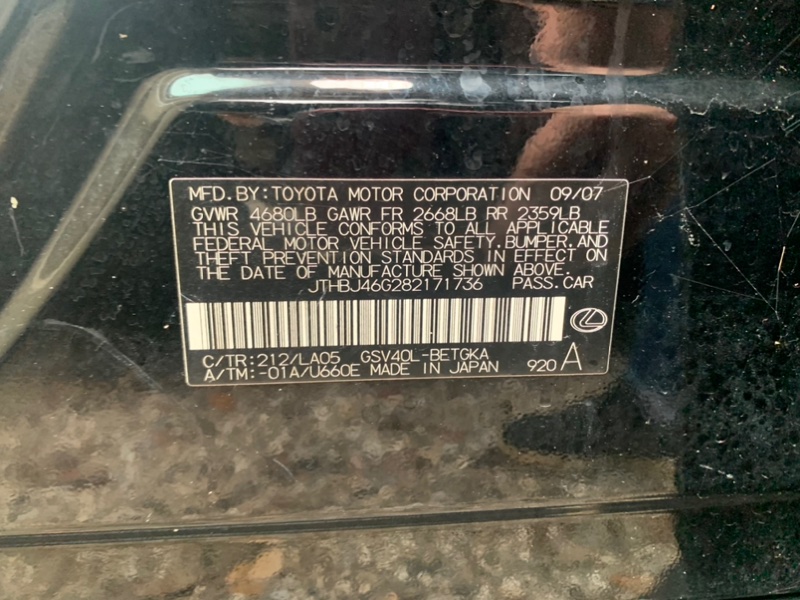 MFD.BY:TOYOTA MOTOR CORPORATION 09/07
GVWR 4680LB GAWR FR 2668LB RR 2359LB
THIS VEHICLE CONFORMS TO ALL APPLICABLE
FEDERAL MOTOR VEHICLE SAFETY,BUMPER,AND
THEFT PREVENTION STANDARDS IN EFFECT ON
THE DATE OF MANUFACTURE SHOWN ABOVE.
JTHBJ46G282171736 PASS.CAR
C/TR:212/LA05 GSV40L-BETGKA
A/TM:-01A/U660E MADE IN JAPAN 920 A